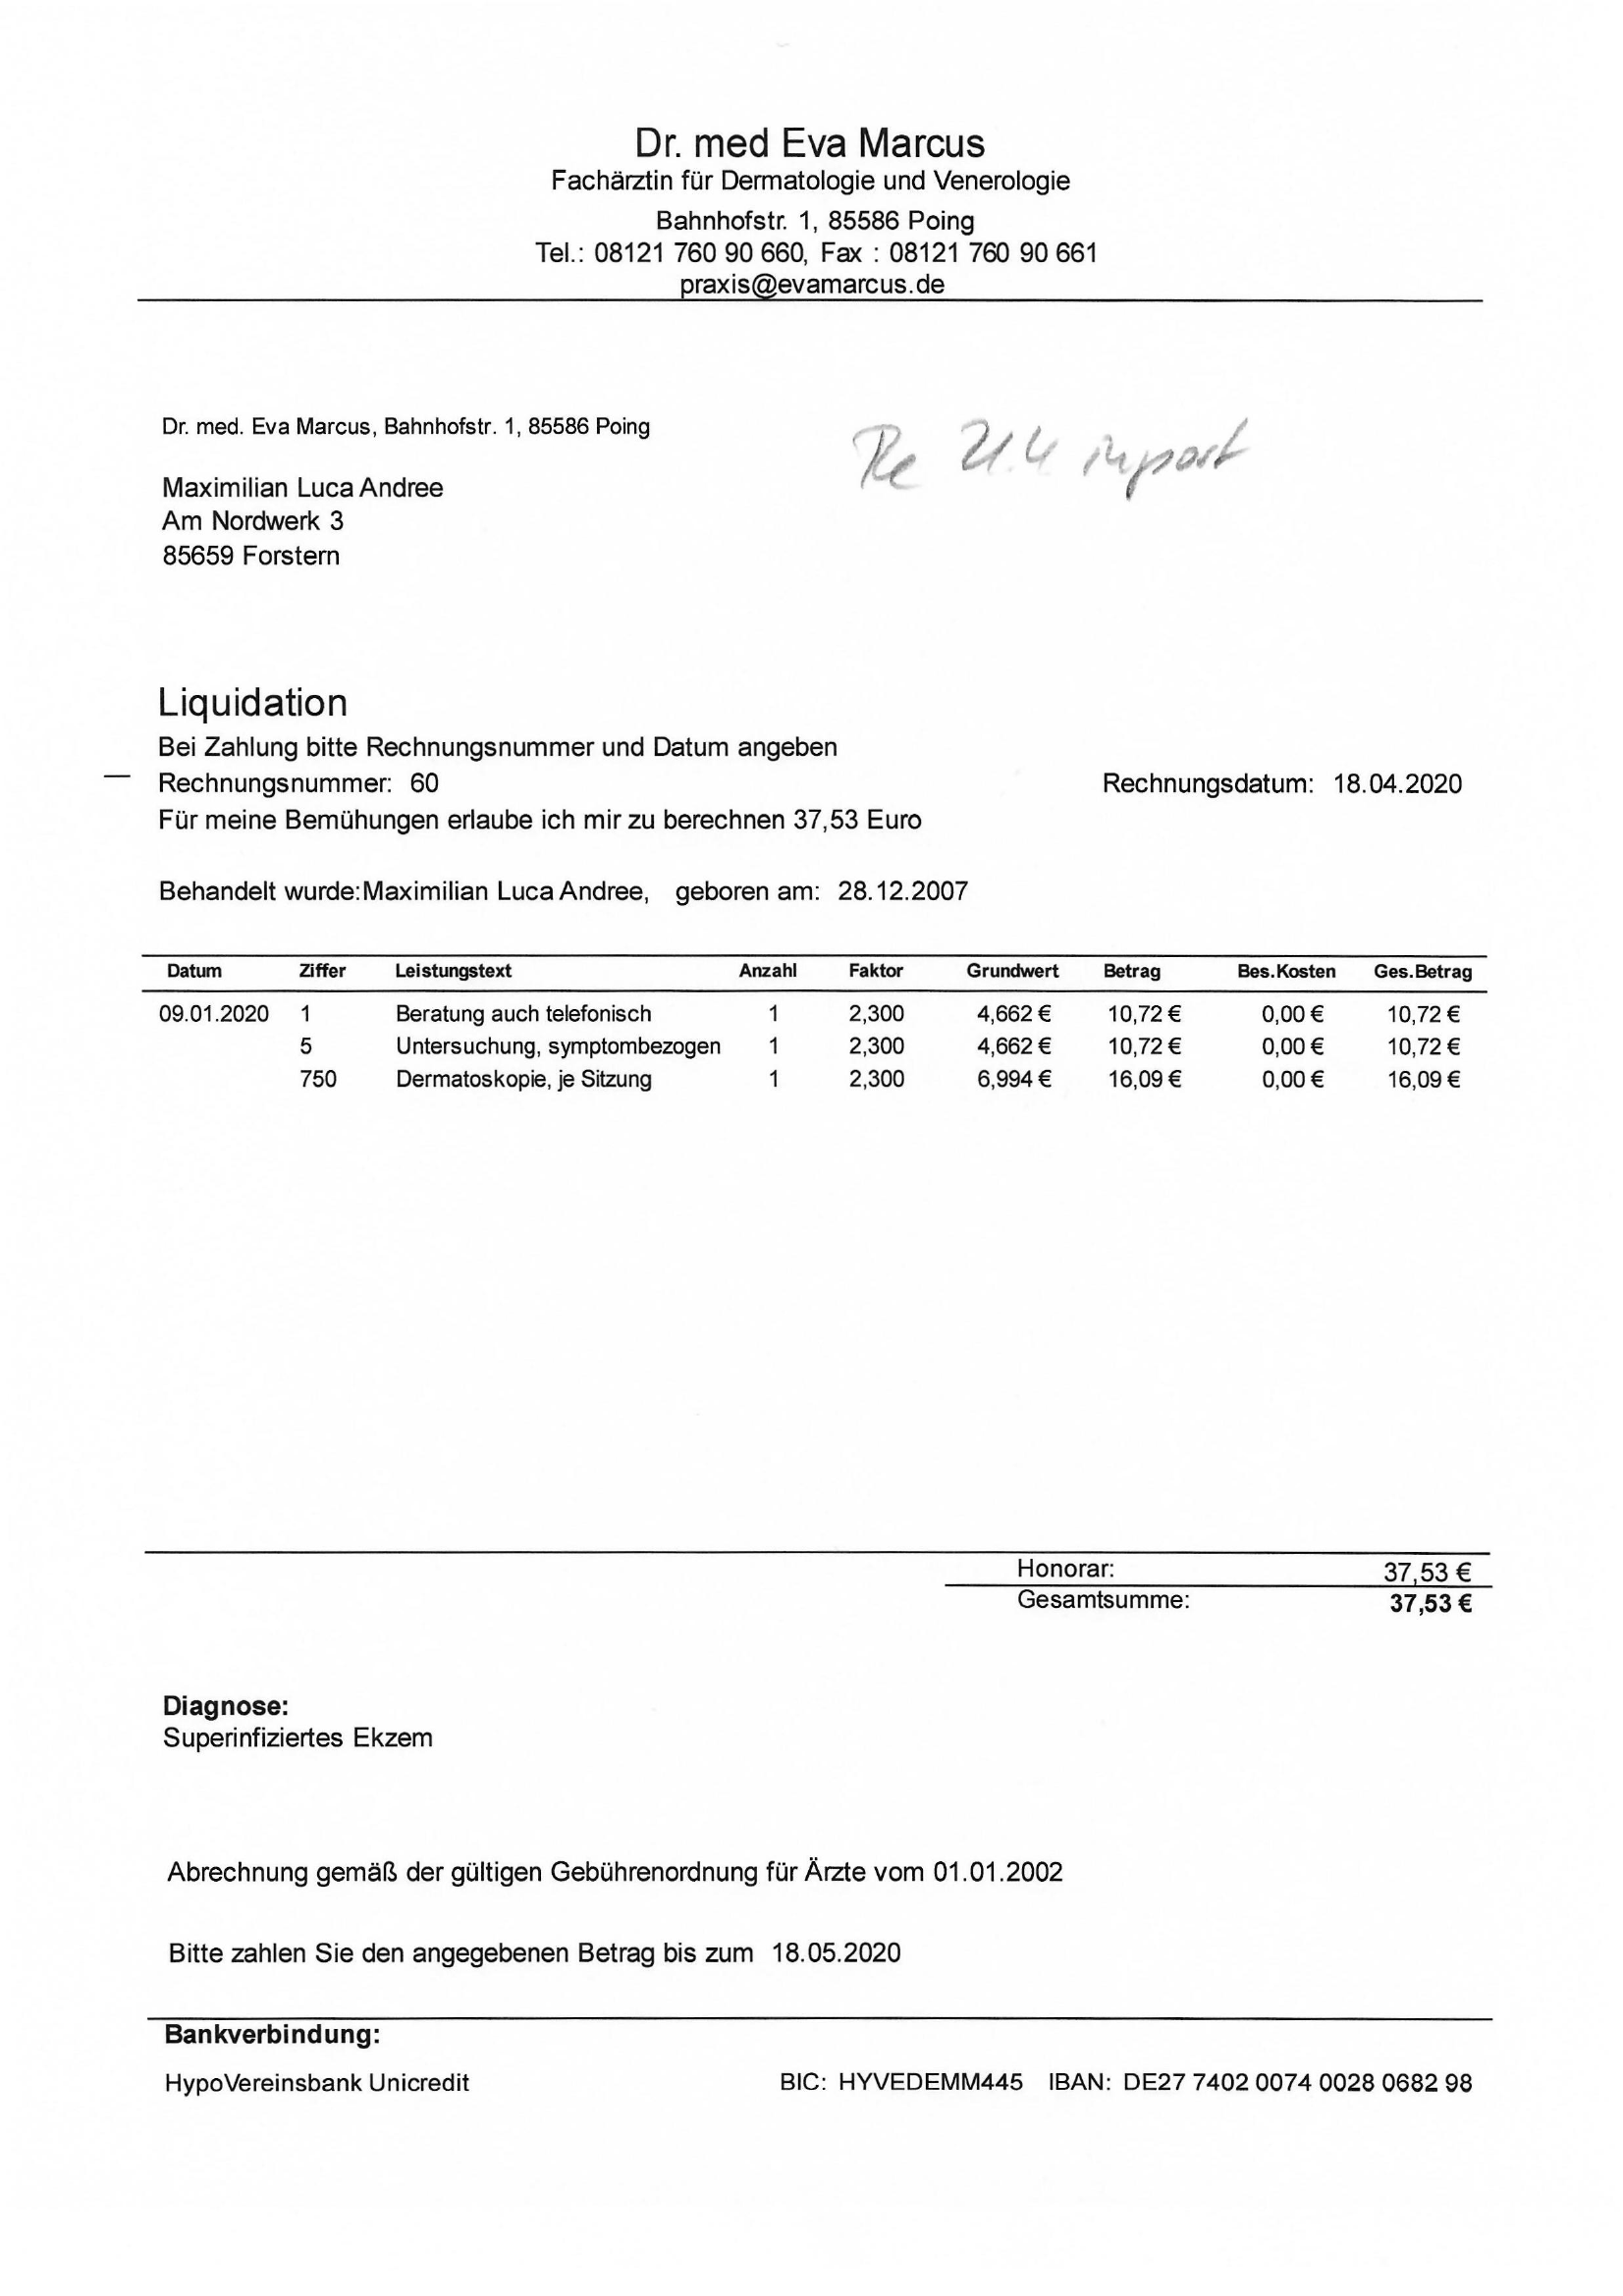 Dr. med Eva Marcus
Fachärztin für Dermatologie und Venerologie
Bahnhofstr. 1, 85586 Poing
Tel.: 08121 760 90 660, Fax : 08121 760 90 661
praxis@evamarcus.de
Dr. med. Eva Marcus, Bahnhofstr. 1, 85586 Poing
Re 21.4
Maximilian Luca Andree
Am Nordwerk 3
85659 Forstern
Liquidation
Bei Zahlung bitte Rechnungsnummer und Datum angeben
Rechnungsnummer: 60 Rechnungsdatum: 18.04.2020
Für meine Bemühungen erlaube ich mir zu berechnen 37,53 Euro
Behandelt wurde:Maximilian Luca Andree, geboren am: 28.12.2007
Datum Ziffer Leistungstext Anzahl Faktor Grundwert Betrag Bes.Kosten Ges.Betrag
09.01.2020 1 Beratung auch telefonisch 1 2,300 4,662 € 10,72 € 0,00 € 10,72 €
5 Untersuchung, symptombezogen 1 2,300 4,662 € 10,72 € 0,00 € 10,72 €
750 Dermatoskopie, je Sitzung 1 2,300 6,994 € 16,09 € 0,00 € 16,09 €
Honorar: 37,53 €
Gesamtsumme: 37,53 €
Diagnose:
Superinfiziertes Ekzem
Abrechnung gemäß der gültigen Gebührenordnung für Ärzte vom 01.01.2002
Bitte zahlen Sie den angegebenen Betrag bis zum 18.05.2020
Bankverbindung:
HypoVereinsbank Unicredit BIC: HYVEDEMM445 IBAN: DE27 7402 0074 0028 0682 98